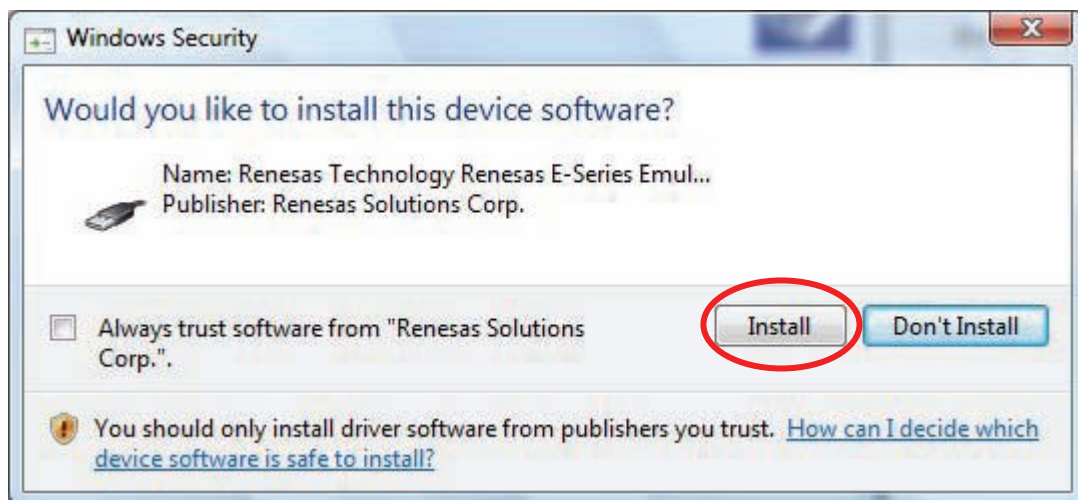 Windows Security
Would you like to install this device software?
Name: Renesas Technology Renesas E-Series Emul...
Publisher: Renesas Solutions Corp.
Always trust software from "Renesas Solutions
Corp.".
Install
Don't Install
You should only install driver software from publishers you trust. How can I decide which
device software is safe to install?